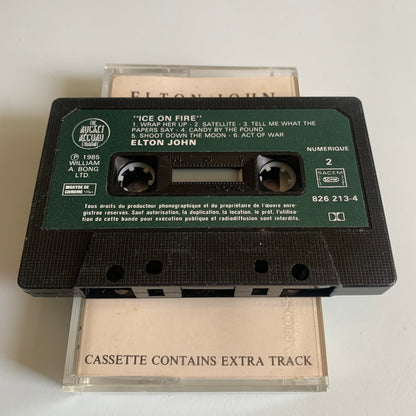 ELTON JOHN
"ICE ON FIRE"
1. WRAP HER UP - 2. SATELLITE - 3. TELL ME WHAT THE
PAPERS SAY - 4. CANDY BY THE POUND
5. SHOOT DOWN THE MOON - 6. ACT OF WAR
ELTON JOHN
NUMERIQUE
2
SACEM
826 213-4
THE
ROCKET
RECORD
COMPANY
Ⓟ 1985
WILLIAM
A. BONG
LTD.
BIOXYDE DE
CHROME
Tous droits du producteur phonographique et du propriétaire de l'œuvre enre-
gistrée réservés. Sauf autorisation, la duplication, la location, le prêt, l'utilisa-
tion de cette bande pour exécution publique et radiodiffusion sont interdits.
CASSETTE CONTAINS EXTRA TRACK